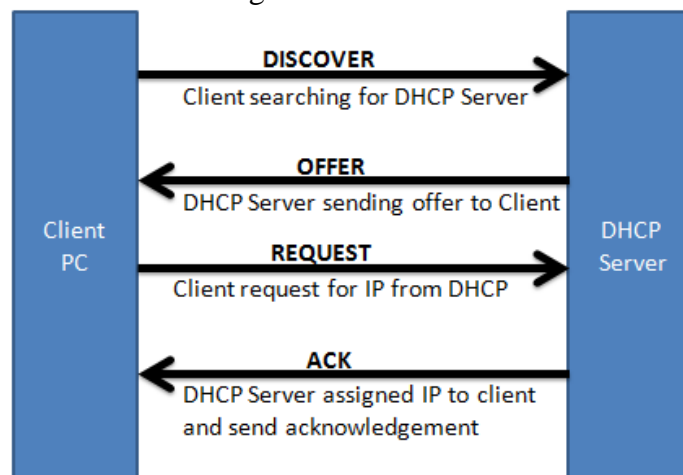 DISCOVER
Client searching for DHCP Server
OFFER
DHCP Server sending offer to Client
Client
PC
DHCP
Server
REQUEST
Client request for IP from DHCP
ACK
DHCP Server assigned IP to client
and send acknowledgement